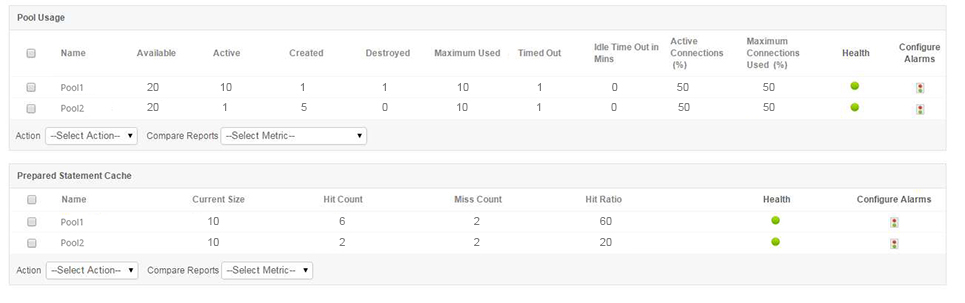 Pool Usage
Name Available Active Created Destroyed Maximum Used Timed Out Idle Time Out in Mins Active Connections (%) Maximum Connections Used (%) Health Configure Alarms
Pool1 20 10 1 1 10 1 0 50 50
Pool2 20 1 5 0 10 1 0 50 50
Action --Select Action-- Compare Reports --Select Metric--
Prepared Statement Cache
Name Current Size Hit Count Miss Count Hit Ratio Health Configure Alarms
Pool1 10 6 2 60
Pool2 10 2 2 20
Action --Select Action-- Compare Reports --Select Metric--